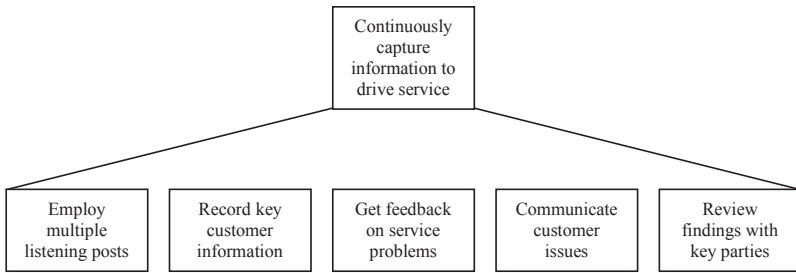 Continuously
capture
information to
drive service
Employ
multiple
listening posts
Record key
customer
information
Get feedback
on service
problems
Communicate
customer
issues
Review
findings with
key parties